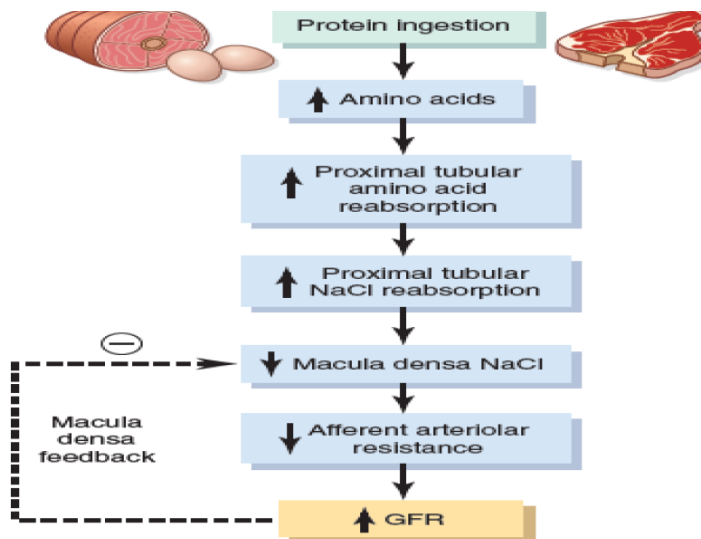 Protein ingestion
Amino acids
Proximal tubular
amino acid
reabsorption
Proximal tubular
NaCl reabsorption
Macula densa NaCl
Macula
densa
feedback
Afferent arteriolar
resistance
GFR